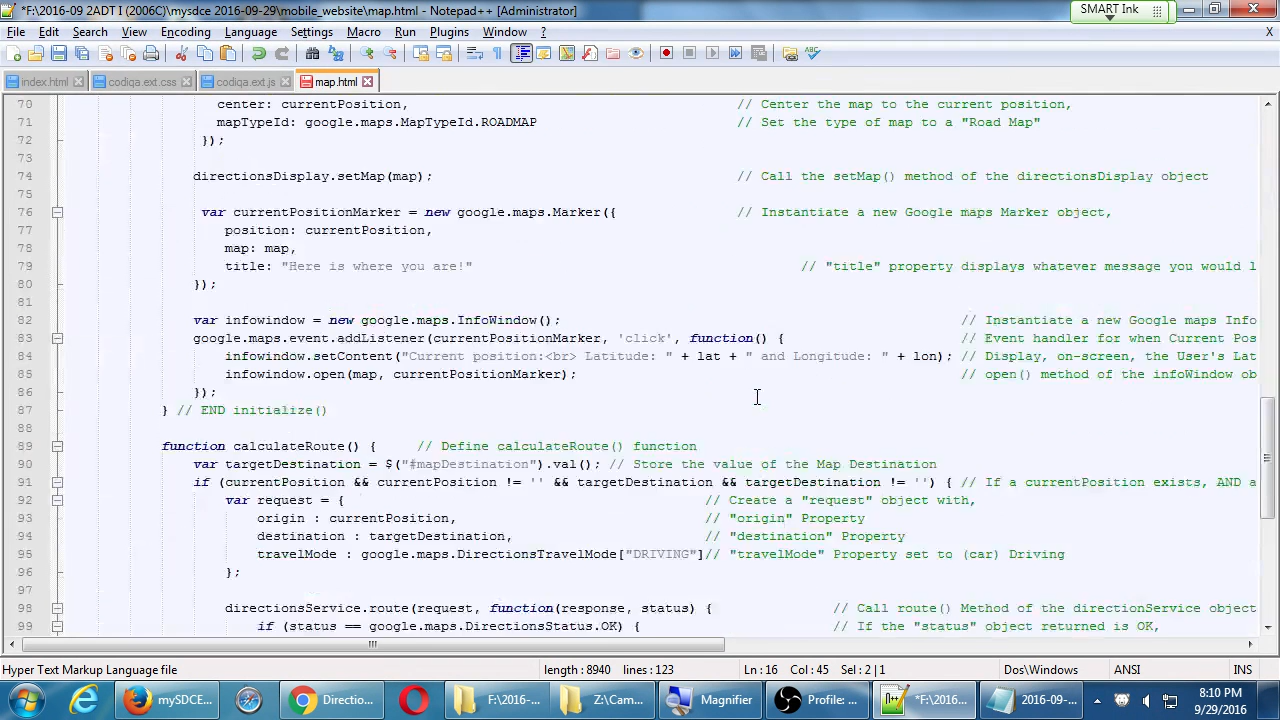 *F:\2016-09 2ADT I (2006C)\mysdce 2016-09-29\mobile_website\map.html - Notepad++ [Administrator]
SMART Ink
File Edit Search View Encoding Language Settings Macro Run Plugins Window ? X
index.html codiqa.ext.css codiqa.ext.js map.html
70 center: currentPosition, // Center the map to the current position,
71 mapTypeId: google.maps.MapTypeId.ROADMAP // Set the type of map to a "Road Map"
72 });
73
74 directionsDisplay.setMap(map); // Call the setMap() method of the directionsDisplay object
75
76 var currentPositionMarker = new google.maps.Marker({ // Instantiate a new Google maps Marker object,
77 position: currentPosition,
78 map: map,
79 title: "Here is where you are!" // "title" property displays whatever message you would l
80 });
81
82 var infowindow = new google.maps.InfoWindow(); // Instantiate a new Google maps Info
83 google.maps.event.addListener(currentPositionMarker, 'click', function() { // Event handler for when Current Pos
84 infowindow.setContent("Current position:<br> Latitude: " + lat + " and Longitude: " + lon); // Display, on-screen, the User's Lat
85 infowindow.open(map, currentPositionMarker); // open() method of the infoWindow ob
86 });
87 } // END initialize()
88
89 function calculateRoute() { // Define calculateRoute() function
90 var targetDestination = $("#mapDestination").val(); // Store the value of the Map Destination
91 if (currentPosition && currentPosition != '' && targetDestination && targetDestination != '') { // If a currentPosition exists, AND a
92 var request = { // Create a "request" object with,
93 origin : currentPosition, // "origin" Property
94 destination : targetDestination, // "destination" Property
95 travelMode : google.maps.DirectionsTravelMode["DRIVING"]// "travelMode" Property set to (car) Driving
96 };
97
98 directionsService.route(request, function(response, status) { // Call route() Method of the directionService object
99 if (status == google.maps.DirectionsStatus.OK) { // If the "status" object returned is OK,
Hyper Text Markup Language file length : 8940 lines : 123 Ln : 16 Col : 45 Sel : 2 | 1 Dos\Windows ANSI INS
mySDCE... Directio... F:\2016-... Z:\Cam... Magnifier Profile: ... *F:\2016... 2016-09-... 8:10 PM
9/29/2016